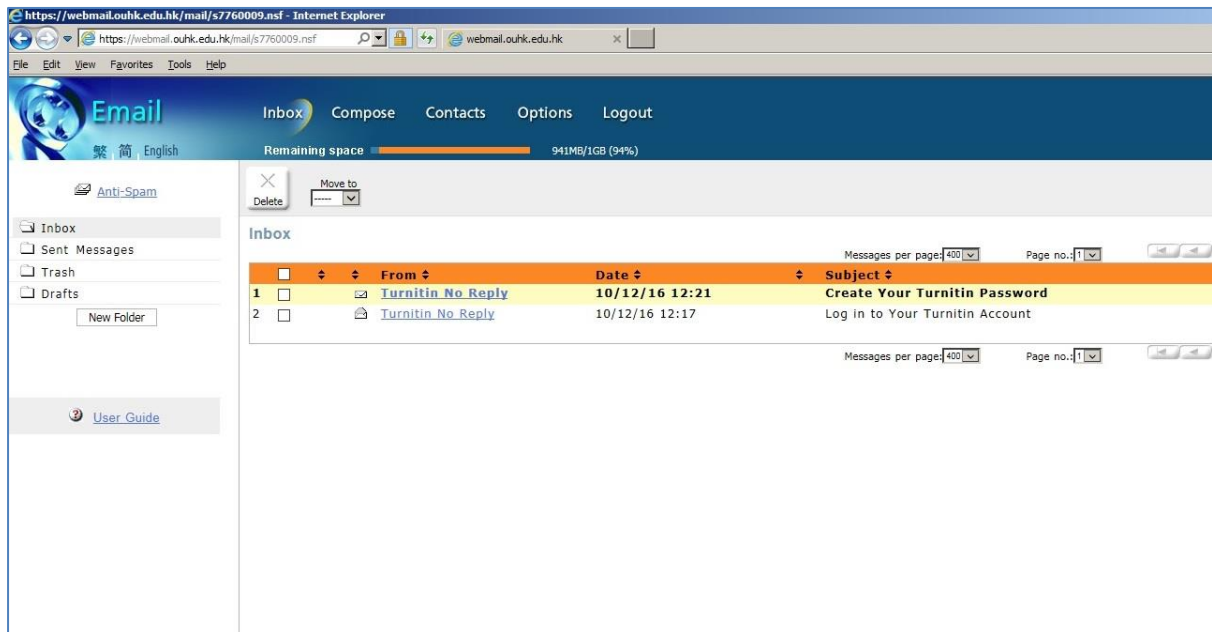 https://webmail.ouhk.edu.hk/mail/s7760009.nsf - Internet Explorer
https://webmail.ouhk.edu.hk/mail/s7760009.nsf webmail.ouhk.edu.hk
File Edit View Favorites Tools Help
Email
Inbox Compose Contacts Options Logout
繁 简 English
Remaining space 941MB/1GB (94%)
Anti-Spam
Delete
Move to
-----
Inbox
Sent Messages
Trash
Drafts
New Folder
User Guide
Inbox
Messages per page: 400 Page no.: 1
From Date Subject
1 Turnitin No Reply 10/12/16 12:21 Create Your Turnitin Password
2 Turnitin No Reply 10/12/16 12:17 Log in to Your Turnitin Account
Messages per page: 400 Page no.: 1